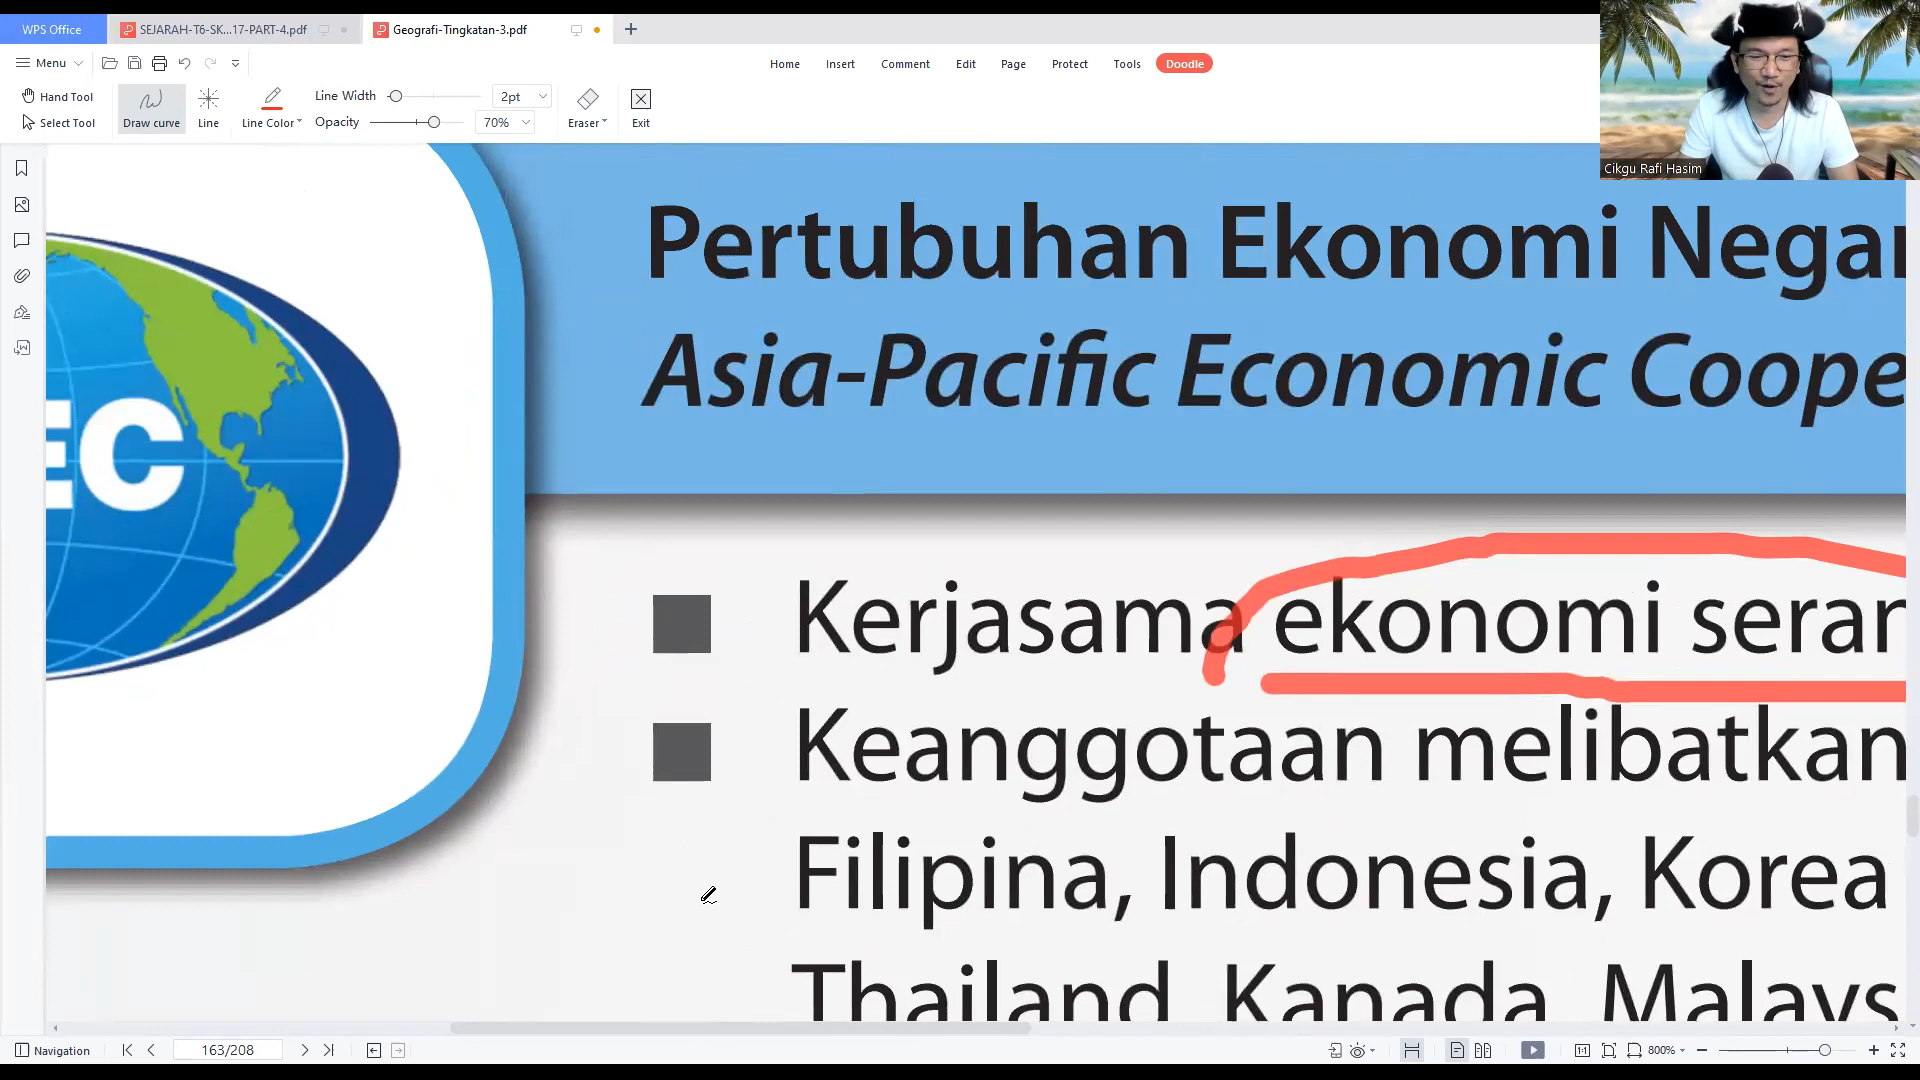 WPS Office
SEJARAH-T6-SK...17-PART-4.pdf
Geografi-Tingkatan-3.pdf
Menu
Home Insert Comment Edit Page Protect Tools Doodle
Hand Tool
Select Tool
Draw curve
Line
Line Color
Line Width 2pt
Opacity 70%
Eraser
Exit
Cikgu Rafi Hasim
Pertubuhan Ekonomi Negar
Asia-Pacific Economic Coope
EC
Kerjasama ekonomi seran
Keanggotaan melibatkan
Filipina, Indonesia, Korea
Thailand, Kanada, Malays
Navigation
163/208
800%